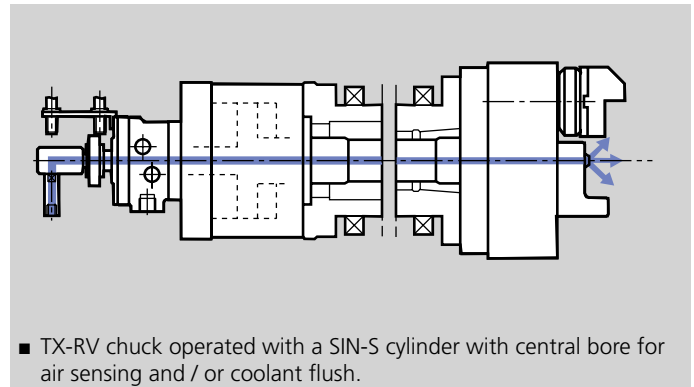 ■ TX-RV chuck operated with a SIN-S cylinder with central bore for
air sensing and / or coolant flush.